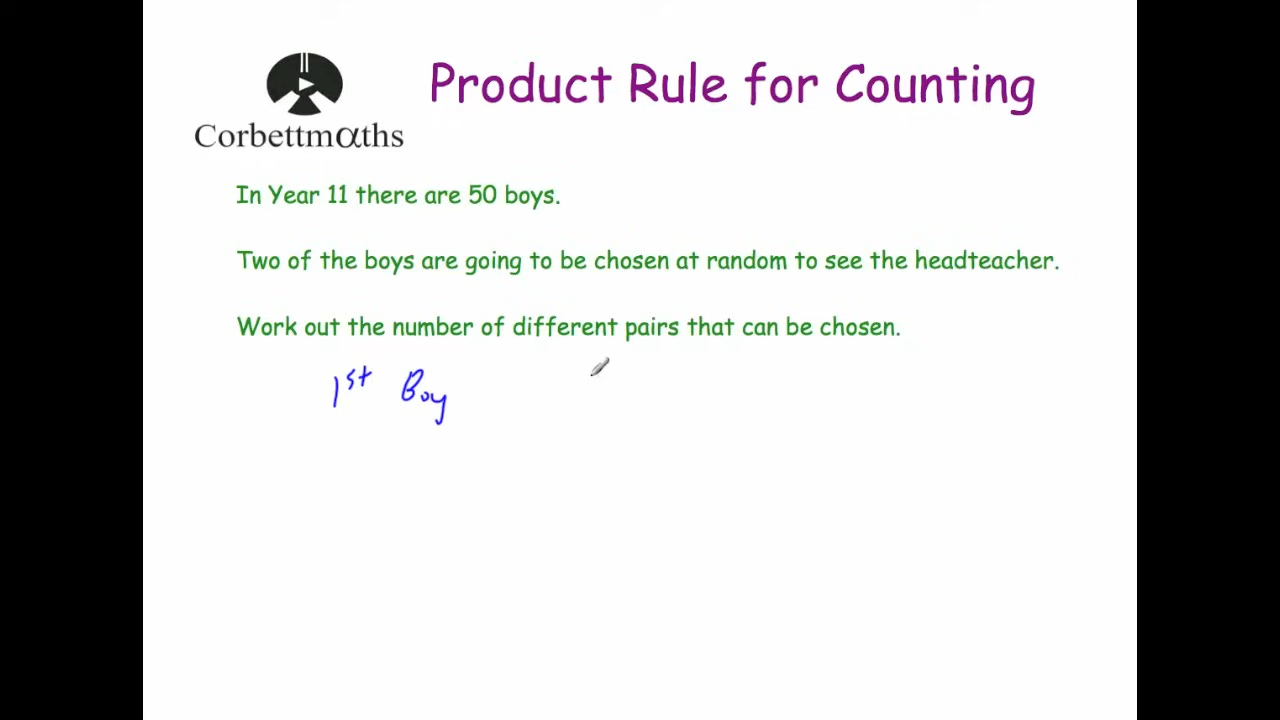 Product Rule for Counting
Corbettmαths
In Year 11 there are 50 boys.
Two of the boys are going to be chosen at random to see the headteacher.
Work out the number of different pairs that can be chosen.
1st Boy